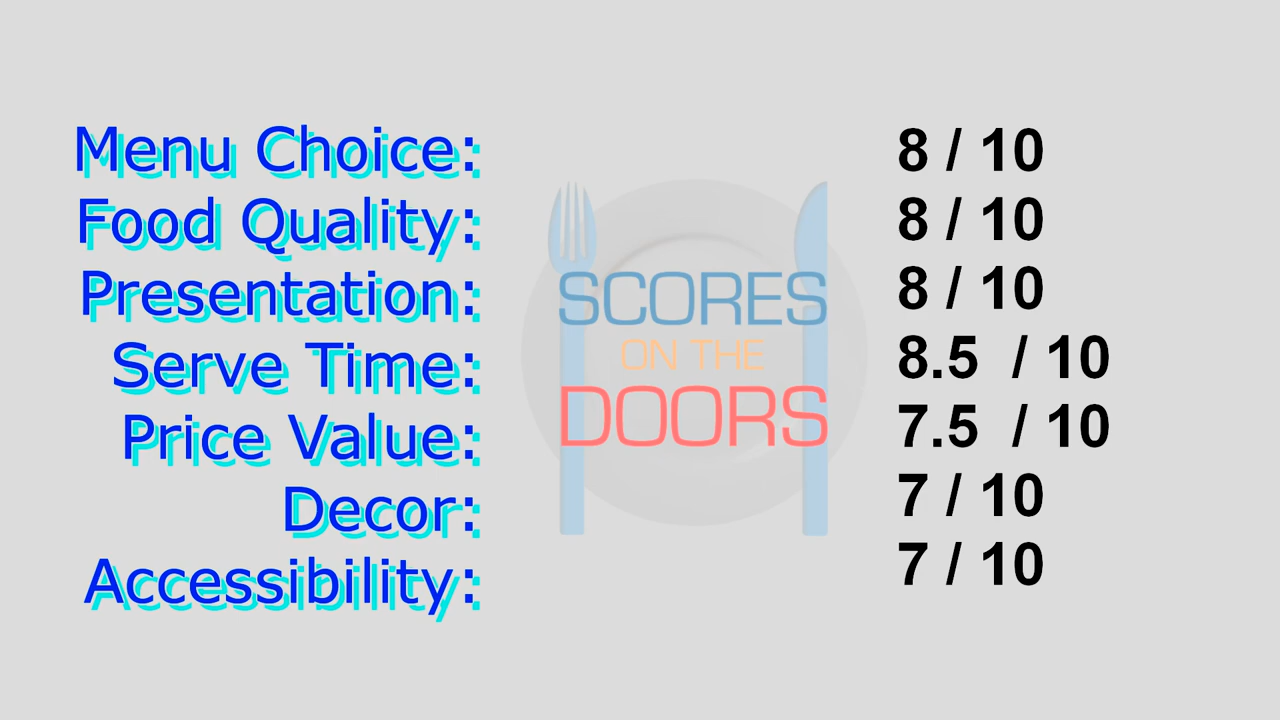 Menu Choice: 8 / 10
Food Quality: 8 / 10
Presentation: 8 / 10
Serve Time: 8.5 / 10
Price Value: 7.5 / 10
Decor: 7 / 10
Accessibility: 7 / 10
SCORES
ON THE
DOORS